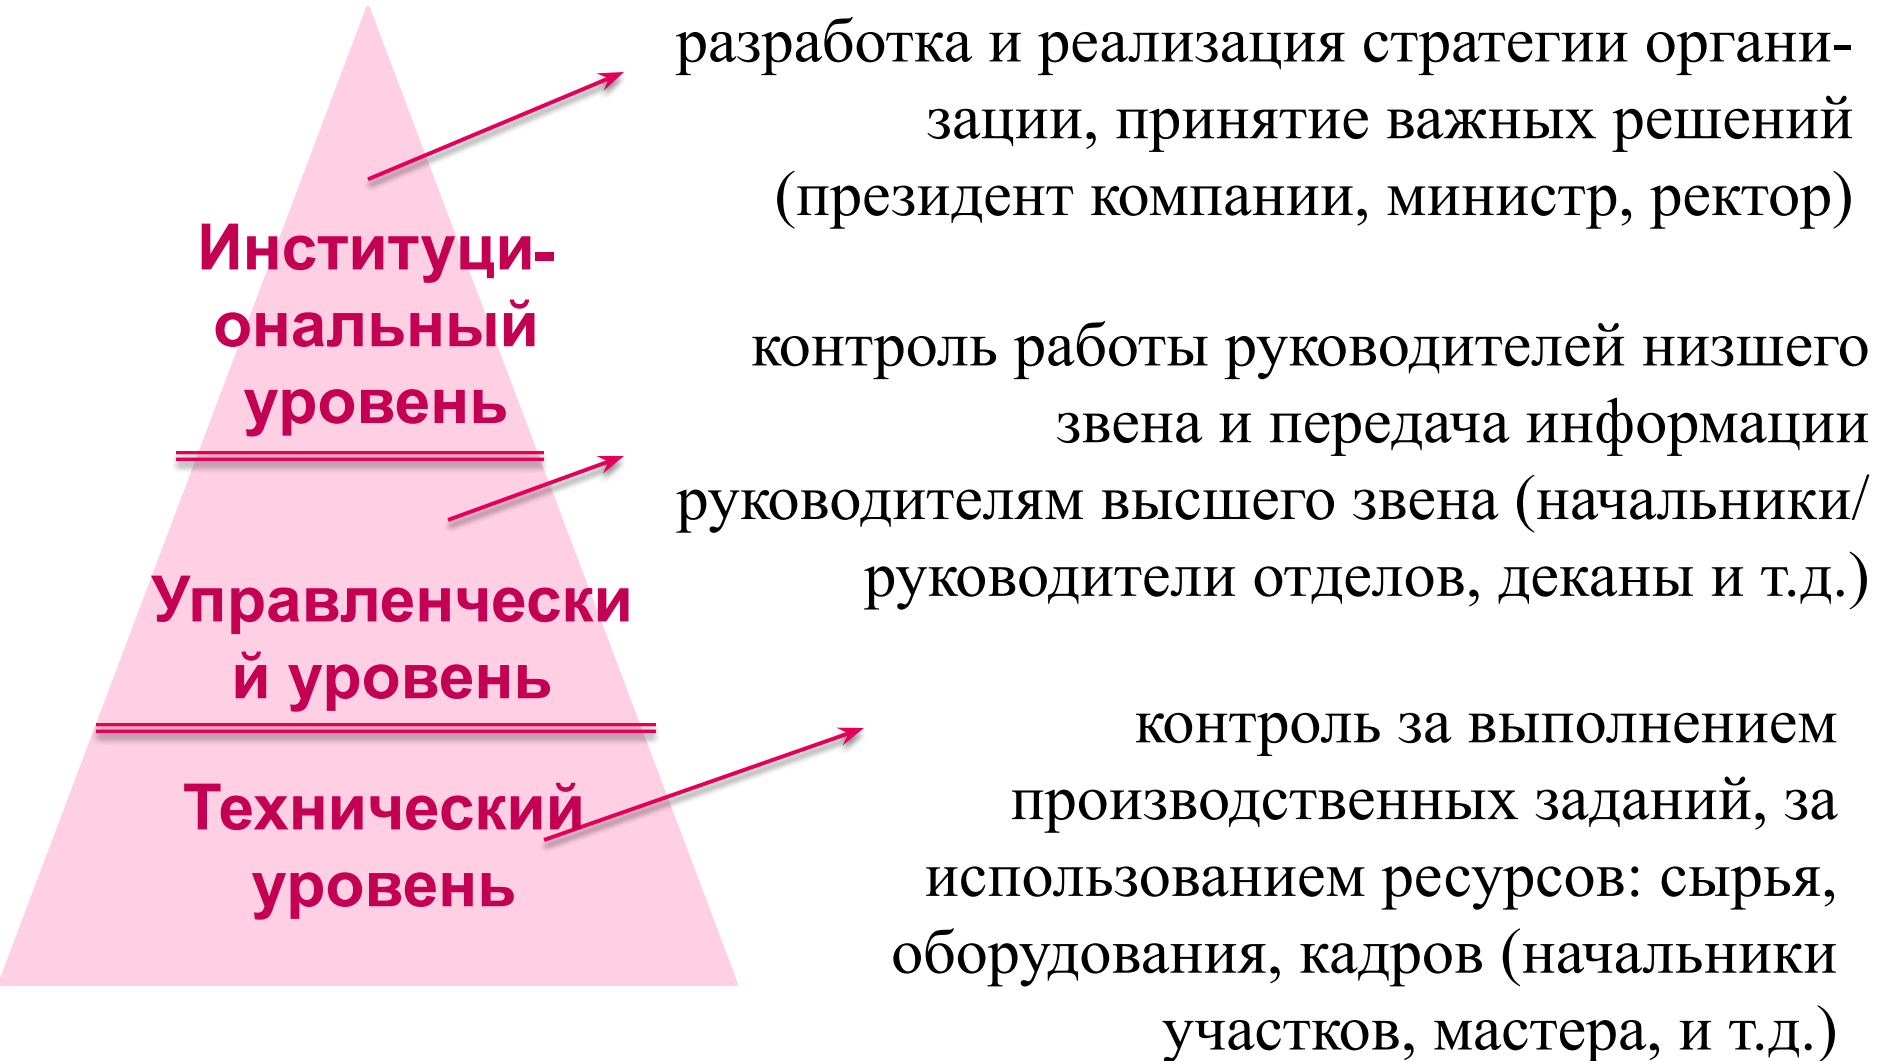 разработка и реализация стратегии органи-
зации, принятие важных решений
(президент компании, министр, ректор)
Институци-
ональный
уровень
контроль работы руководителей низшего
звена и передача информации
руководителям высшего звена (начальники/
руководители отделов, деканы и т.д.)
Управленчески
й уровень
контроль за выполнением
производственных заданий, за
использованием ресурсов: сырья,
оборудования, кадров (начальники
участков, мастера, и т.д.)
Технический
уровень